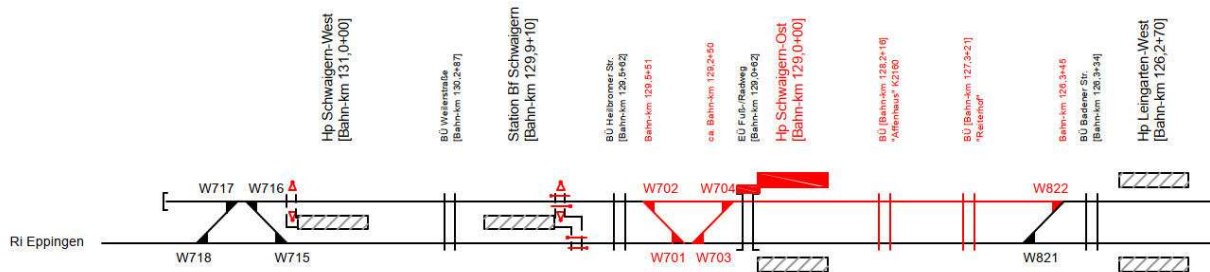 Hp Schwaigern-West
[Bahn-km 131,0+00]
BÜ Weilerstraße
[Bahn-km 130,2+87]
Station Bf Schwaigern
[Bahn-km 129,9+10]
BÜ Heilbronner Str.
[Bahn-km 129,5+62]
Bahn-km 129,5+51
ca. Bahn-km 129,2+50
EÜ Fuß-/Radweg
[Bahn-km 129,0+62]
Hp Schwaigern-Ost
[Bahn-km 129,0+00]
BÜ [Bahn-km 128,2+16]
"Affenhaus" K2160
BÜ [Bahn-km 127,3+21]
"Reiterhof"
Bahn-km 126,3+45
BÜ Badener Str.
[Bahn-km 126,3+34]
Hp Leingarten-West
[Bahn-km 126,2+70]
W717
W716
W702
W704
W822
Ri Eppingen
W718
W715
W701
W703
W821